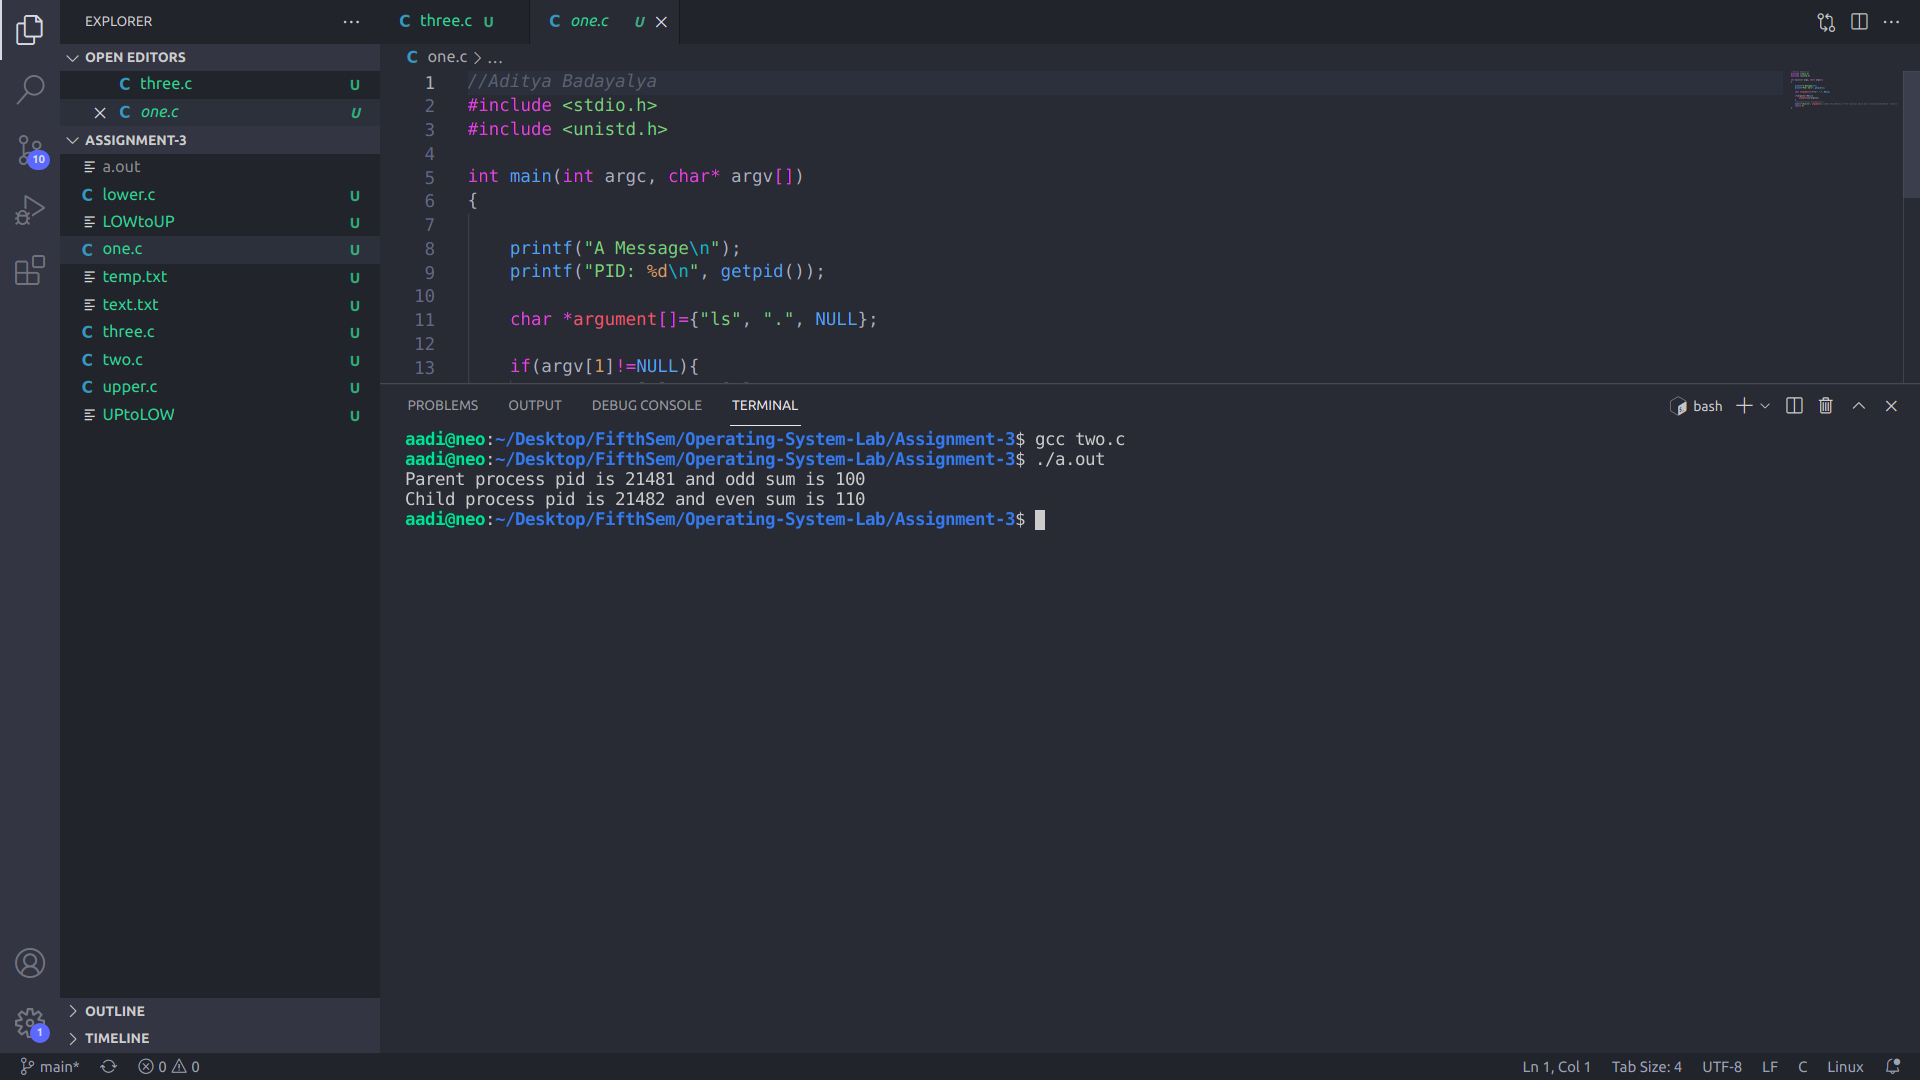 EXPLORER
three.c U
one.c U
OPEN EDITORS
three.c U
one.c U
ASSIGNMENT-3
a.out
lower.c U
LOWtoUP U
one.c U
temp.txt U
text.txt U
three.c U
two.c U
upper.c U
UPtoLOW U
OUTLINE
TIMELINE
10
1
C one.c > ...
1 //Aditya Badayalya
2 #include <stdio.h>
3 #include <unistd.h>
4
5 int main(int argc, char* argv[])
6 {
7
8 printf("A Message\n");
9 printf("PID: %d\n", getpid());
10
11 char *argument[]={"ls", ".", NULL};
12
13 if(argv[1]!=NULL){
PROBLEMS OUTPUT DEBUG CONSOLE TERMINAL
bash
aadi@neo:~/Desktop/FifthSem/Operating-System-Lab/Assignment-3$ gcc two.c
aadi@neo:~/Desktop/FifthSem/Operating-System-Lab/Assignment-3$ ./a.out
Parent process pid is 21481 and odd sum is 100
Child process pid is 21482 and even sum is 110
aadi@neo:~/Desktop/FifthSem/Operating-System-Lab/Assignment-3$
main* 0 0 Ln 1, Col 1 Tab Size: 4 UTF-8 LF C Linux